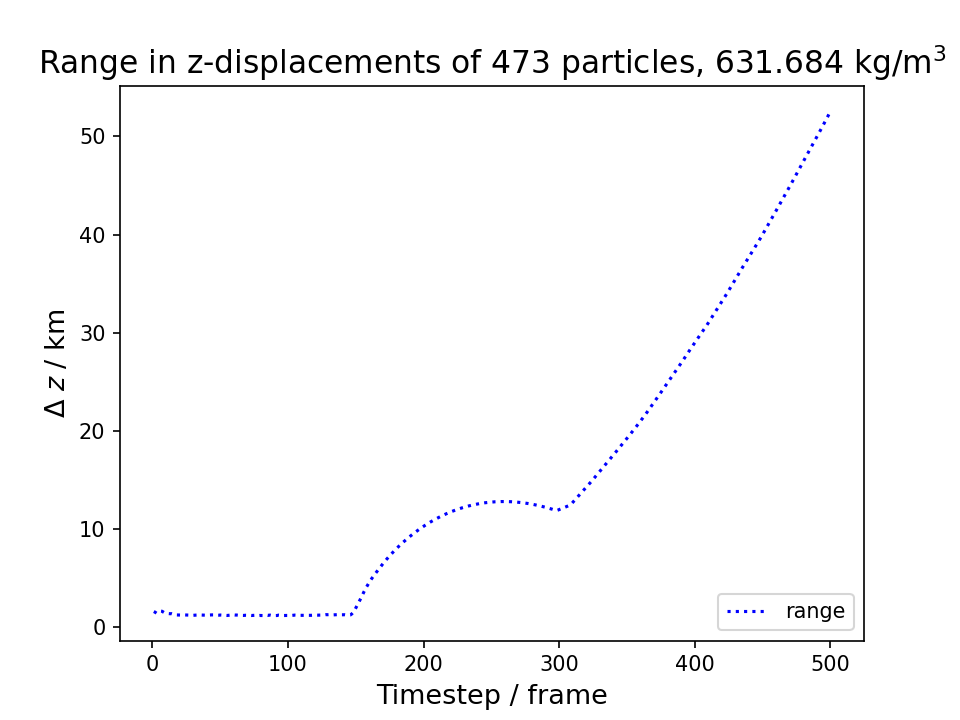 Range in z-displacements of 473 particles, 631.684 kg/m³
Δ z / km
50
40
30
20
10
0
0 100 200 300 400 500
Timestep / frame
range